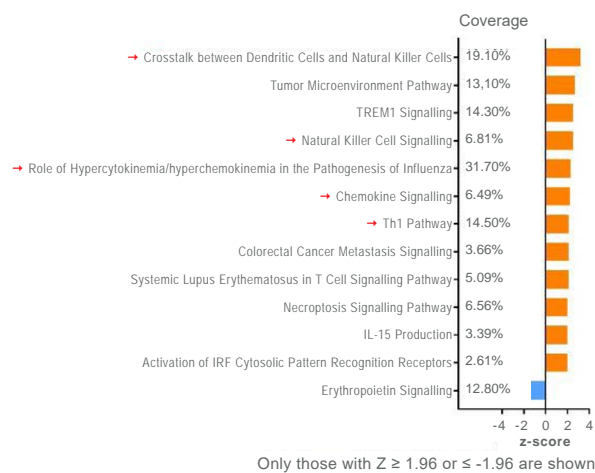 Coverage
→ Crosstalk between Dendritic Cells and Natural Killer Cells 19.10%
Tumor Microenvironment Pathway 13,10%
TREM1 Signalling 14.30%
→ Natural Killer Cell Signalling 6.81%
→ Role of Hypercytokinemia/hyperchemokinemia in the Pathogenesis of Influenza 31.70%
→ Chemokine Signalling 6.49%
→ Th1 Pathway 14.50%
Colorectal Cancer Metastasis Signalling 3.66%
Systemic Lupus Erythematosus in T Cell Signalling Pathway 5.09%
Necroptosis Signalling Pathway 6.56%
IL-15 Production 3.39%
Activation of IRF Cytosolic Pattern Recognition Receptors 2.61%
Erythropoietin Signalling 12.80%
-4 -2 0 2 4
z-score
Only those with Z ≥ 1.96 or ≤ -1.96 are shown